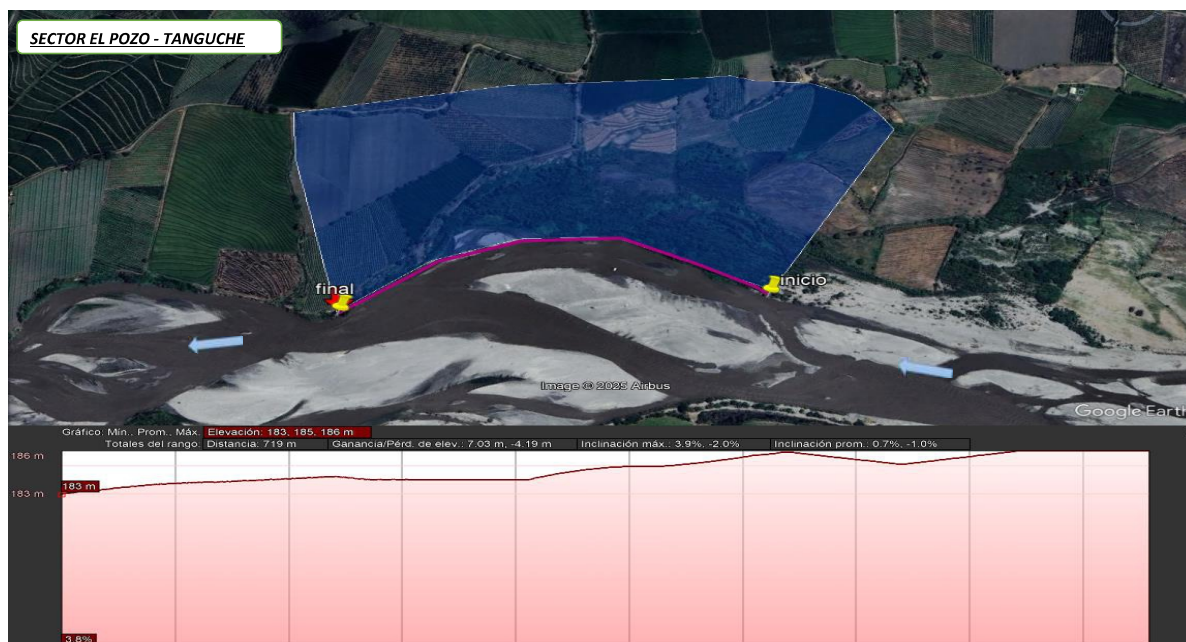 SECTOR EL POZO - TANGUCHE
final
inicio
Image © 2025 Airbus
Google Earth
Gráfico: Mín., Prom., Máx. Elevación: 183, 185, 186 m
Totales del rango: Distancia: 719 m Ganancia/Pérd. de elev.: 7.03 m, -4.19 m Inclinación máx.: 3.9%, -2.0% Inclinación prom.: 0.7%, -1.0%
186 m
183 m
183 m
3.8%